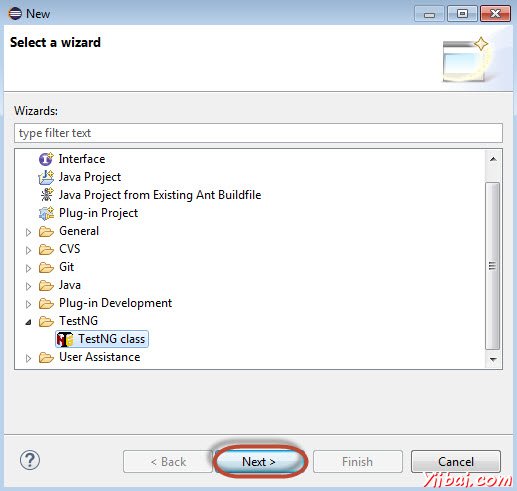 New
Select a wizard
Wizards:
type filter text
Interface
Java Project
Java Project from Existing Ant Buildfile
Plug-in Project
General
CVS
Git
Java
Plug-in Development
TestNG
TestNG class
User Assistance
?
< Back
Next >
Finish
Cancel
Yiibai.com